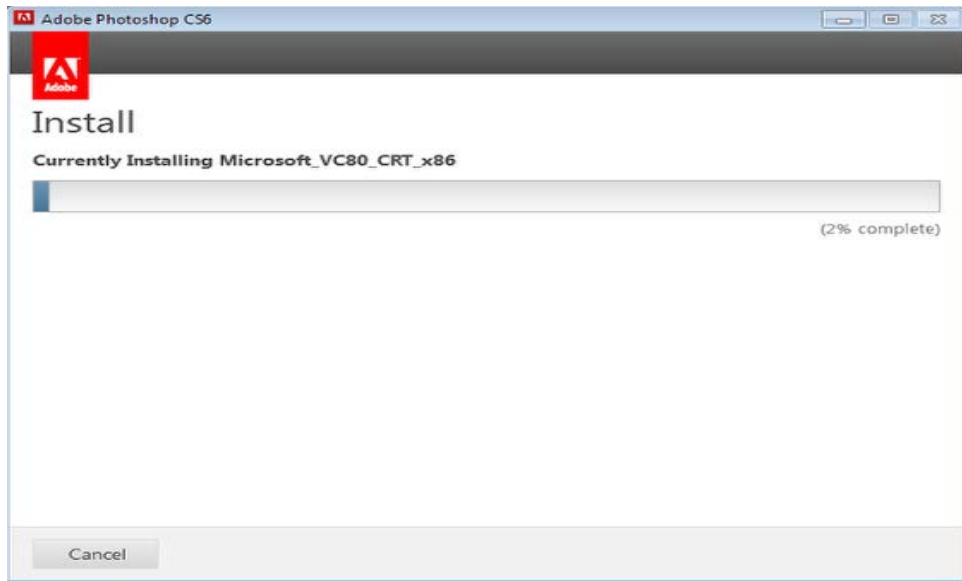 Adobe Photoshop CS6
Adobe
Install
Currently Installing Microsoft_VC80_CRT_x86
(2% complete)
Cancel